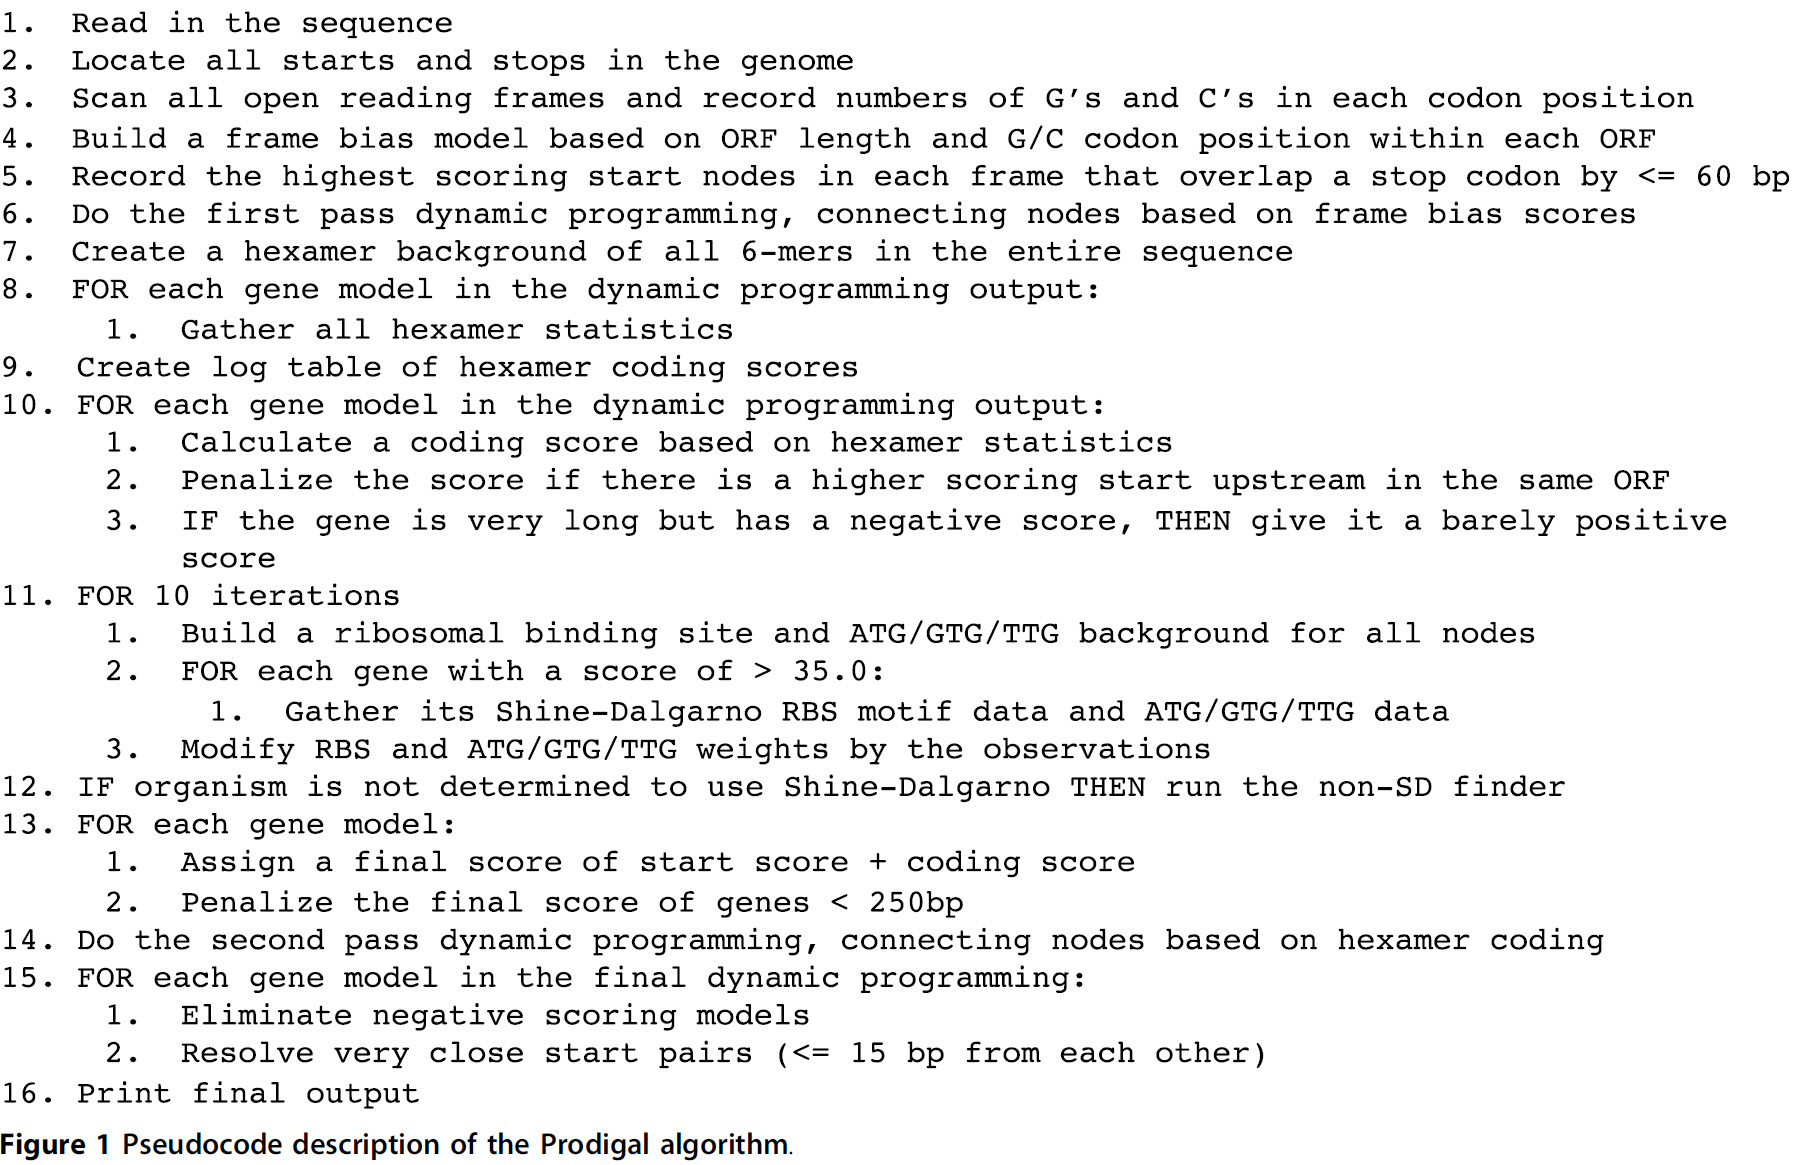 1. Read in the sequence
2. Locate all starts and stops in the genome
3. Scan all open reading frames and record numbers of G’s and C’s in each codon position
4. Build a frame bias model based on ORF length and G/C codon position within each ORF
5. Record the highest scoring start nodes in each frame that overlap a stop codon by <= 60 bp
6. Do the first pass dynamic programming, connecting nodes based on frame bias scores
7. Create a hexamer background of all 6-mers in the entire sequence
8. FOR each gene model in the dynamic programming output:
1. Gather all hexamer statistics
9. Create log table of hexamer coding scores
10. FOR each gene model in the dynamic programming output:
1. Calculate a coding score based on hexamer statistics
2. Penalize the score if there is a higher scoring start upstream in the same ORF
3. IF the gene is very long but has a negative score, THEN give it a barely positive
score
11. FOR 10 iterations
1. Build a ribosomal binding site and ATG/GTG/TTG background for all nodes
2. FOR each gene with a score of > 35.0:
1. Gather its Shine-Dalgarno RBS motif data and ATG/GTG/TTG data
3. Modify RBS and ATG/GTG/TTG weights by the observations
12. IF organism is not determined to use Shine-Dalgarno THEN run the non-SD finder
13. FOR each gene model:
1. Assign a final score of start score + coding score
2. Penalize the final score of genes < 250bp
14. Do the second pass dynamic programming, connecting nodes based on hexamer coding
15. FOR each gene model in the final dynamic programming:
1. Eliminate negative scoring models
2. Resolve very close start pairs (<= 15 bp from each other)
16. Print final output
Figure 1 Pseudocode description of the Prodigal algorithm.